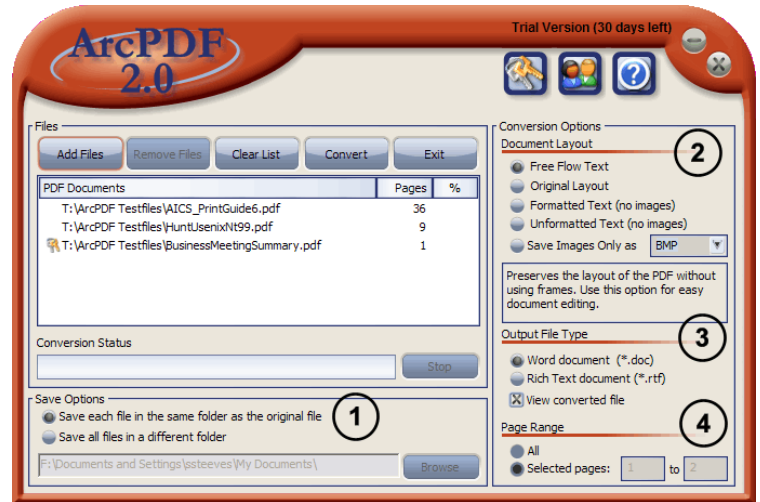 ArcPDF
2.0
Trial Version (30 days left)
Files
Add Files Remove Files Clear List Convert Exit
PDF Documents Pages %
T:\ArcPDF Testfiles\AICS_PrintGuide6.pdf 36
T:\ArcPDF Testfiles\HuntUsenixNt99.pdf 9
T:\ArcPDF Testfiles\BusinessMeetingSummary.pdf 1
Conversion Status
Stop
Save Options
Save each file in the same folder as the original file
1
Save all files in a different folder
F:\Documents and Settings\ssteeves\My Documents\ Browse
Conversion Options
Document Layout
2
Free Flow Text
Original Layout
Formatted Text (no images)
Unformatted Text (no images)
Save Images Only as BMP
Preserves the layout of the PDF without
using frames. Use this option for easy
document editing.
Output File Type
3
Word document (*.doc)
Rich Text document (*.rtf)
View converted file
Page Range
4
All
Selected pages: 1 to 2